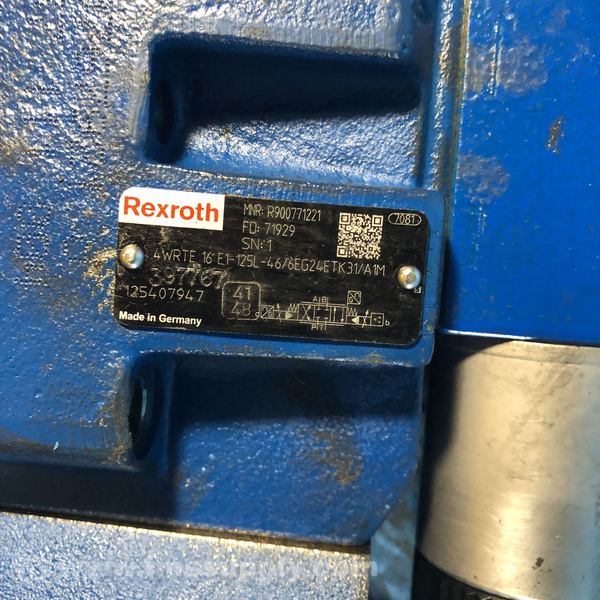 Rexroth
MNR: R900771221
FD: 71929
SN: 1
7081
4WRTE 16 E1-125L-46/6EG24ETK31/A1M
397767
125407947
41
48
Made in Germany
a
A B
P T
b